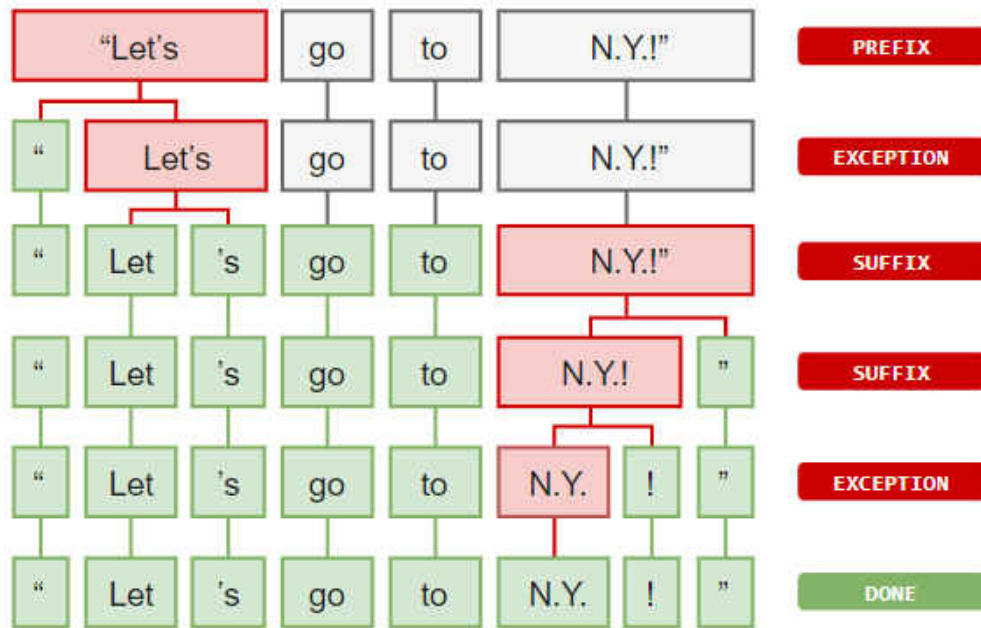 “Let’s go to N.Y.!” PREFIX
“ Let’s go to N.Y.!” EXCEPTION
“ Let ’s go to N.Y.!” SUFFIX
“ Let ’s go to N.Y.! ” SUFFIX
“ Let ’s go to N.Y. ! ” EXCEPTION
“ Let ’s go to N.Y. ! ” DONE